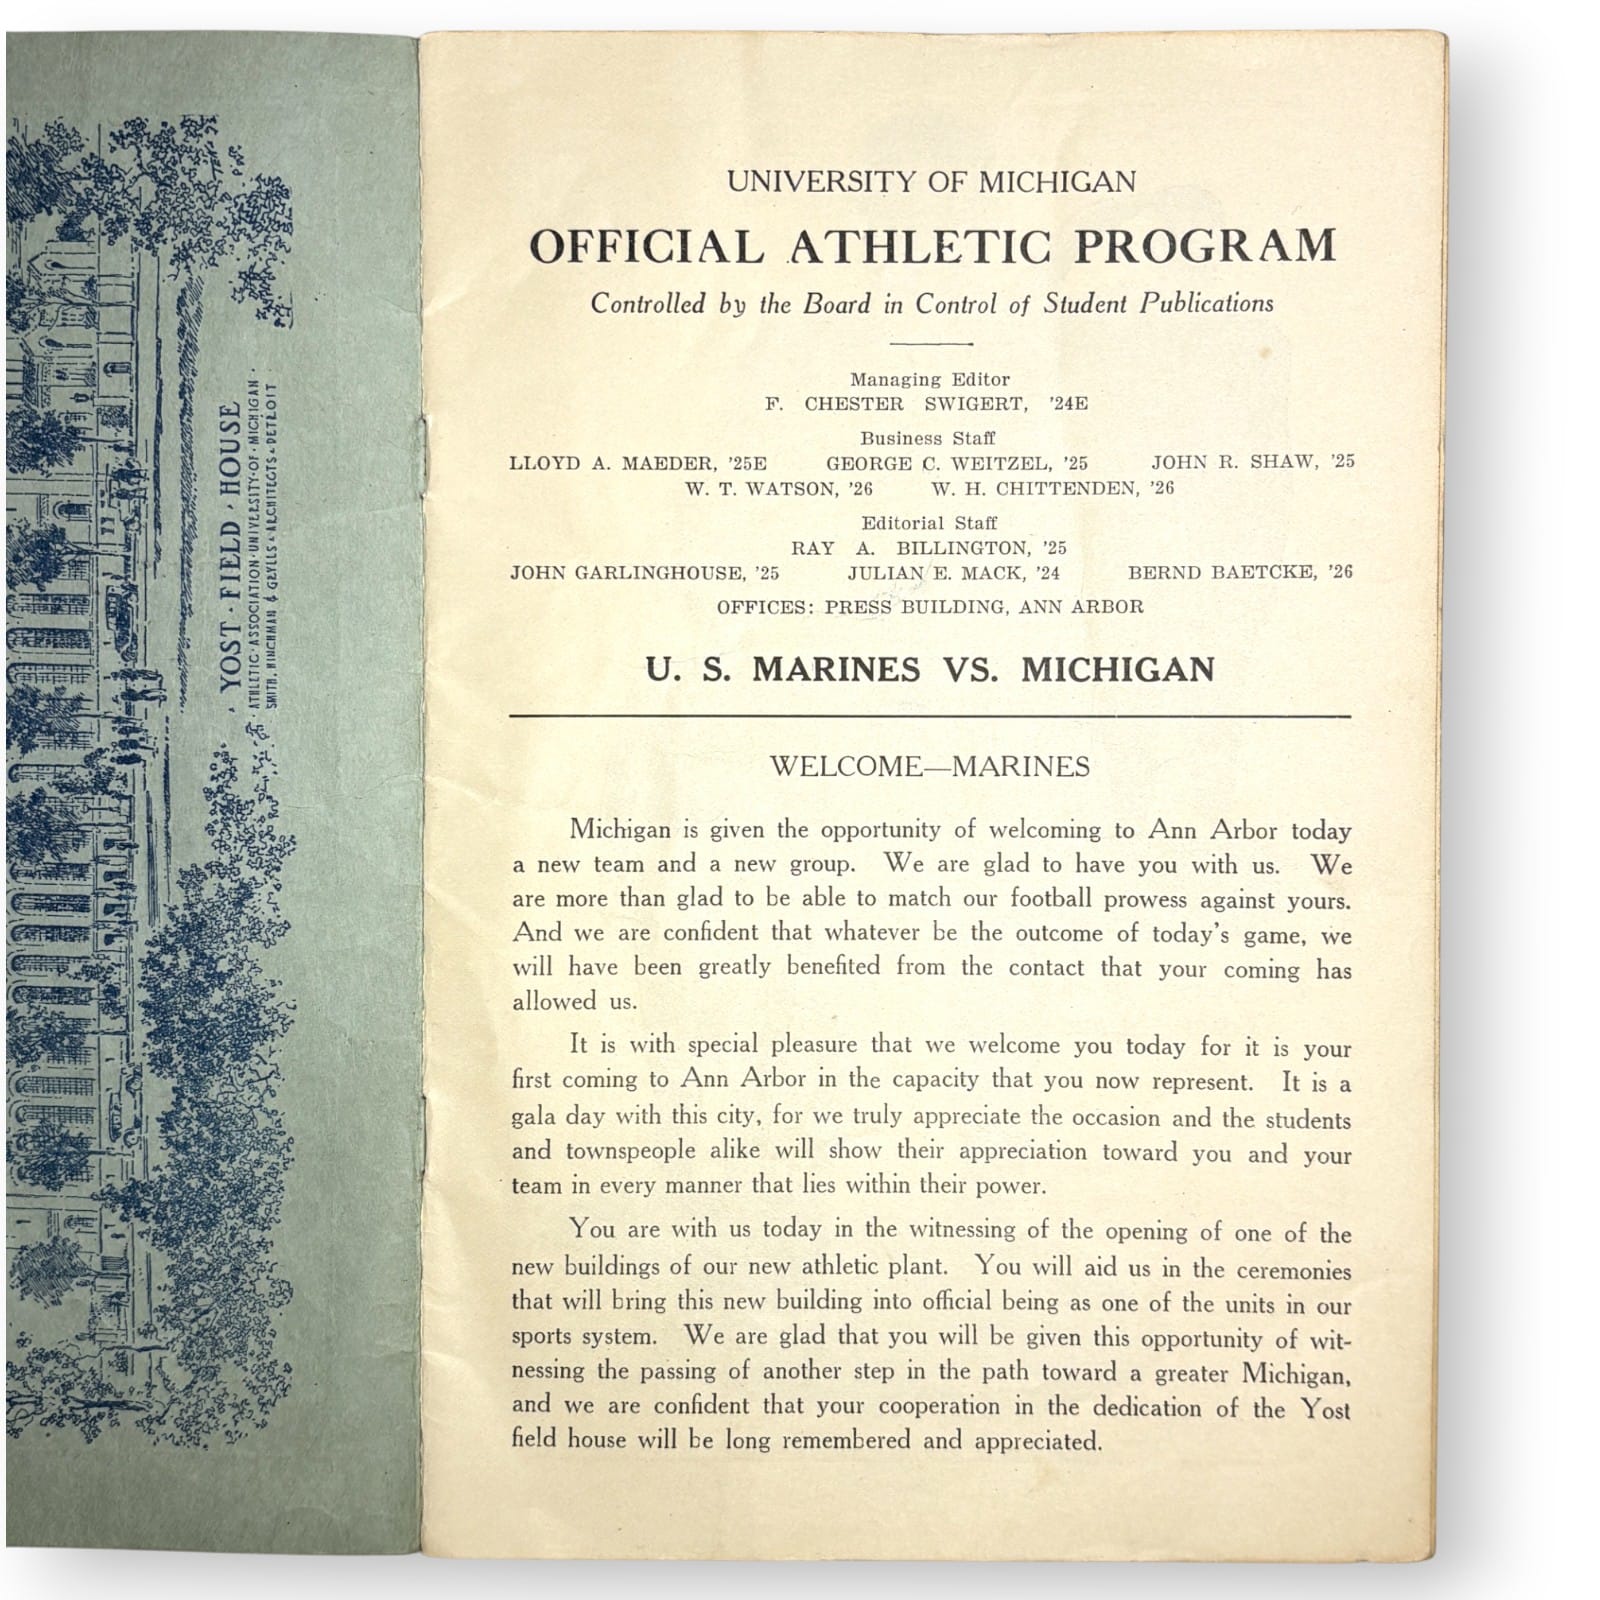 YOST · FIELD · HOUSE
ATHLETIC · ASSOCIATION · UNIVERSITY · OF · MICHIGAN ·
SMITH, HINCHMAN & GRYLLS · ARCHITECTS · DETROIT
UNIVERSITY OF MICHIGAN
OFFICIAL ATHLETIC PROGRAM
Controlled by the Board in Control of Student Publications
Managing Editor
F. CHESTER SWIGERT, '24E
Business Staff
LLOYD A. MAEDER, '25E GEORGE C. WEITZEL, '25 JOHN R. SHAW, '25
W. T. WATSON, '26 W. H. CHITTENDEN, '26
Editorial Staff
RAY A. BILLINGTON, '25
JOHN GARLINGHOUSE, '25 JULIAN E. MACK, '24 BERND BAETCKE, '26
OFFICES: PRESS BUILDING, ANN ARBOR
U. S. MARINES VS. MICHIGAN
WELCOME—MARINES
Michigan is given the opportunity of welcoming to Ann Arbor today
a new team and a new group. We are glad to have you with us. We
are more than glad to be able to match our football prowess against yours.
And we are confident that whatever be the outcome of today's game, we
will have been greatly benefited from the contact that your coming has
allowed us.
It is with special pleasure that we welcome you today for it is your
first coming to Ann Arbor in the capacity that you now represent. It is a
gala day with this city, for we truly appreciate the occasion and the students
and townspeople alike will show their appreciation toward you and your
team in every manner that lies within their power.
You are with us today in the witnessing of the opening of one of the
new buildings of our new athletic plant. You will aid us in the ceremonies
that will bring this new building into official being as one of the units in our
sports system. We are glad that you will be given this opportunity of wit-
nessing the passing of another step in the path toward a greater Michigan,
and we are confident that your cooperation in the dedication of the Yost
field house will be long remembered and appreciated.